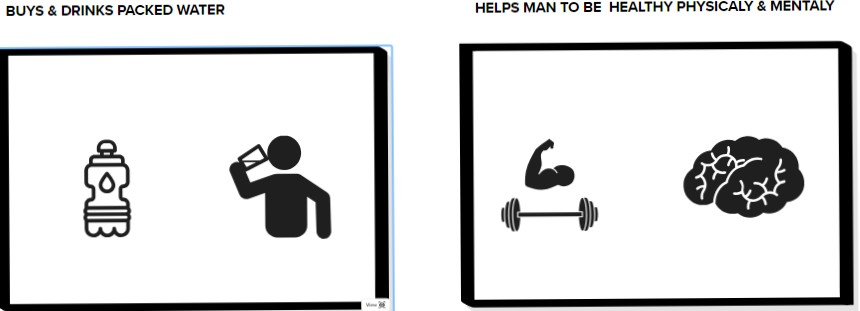 BUYS & DRINKS PACKED WATER
HELPS MAN TO BE HEALTHY PHYSICALY & MENTALY
View